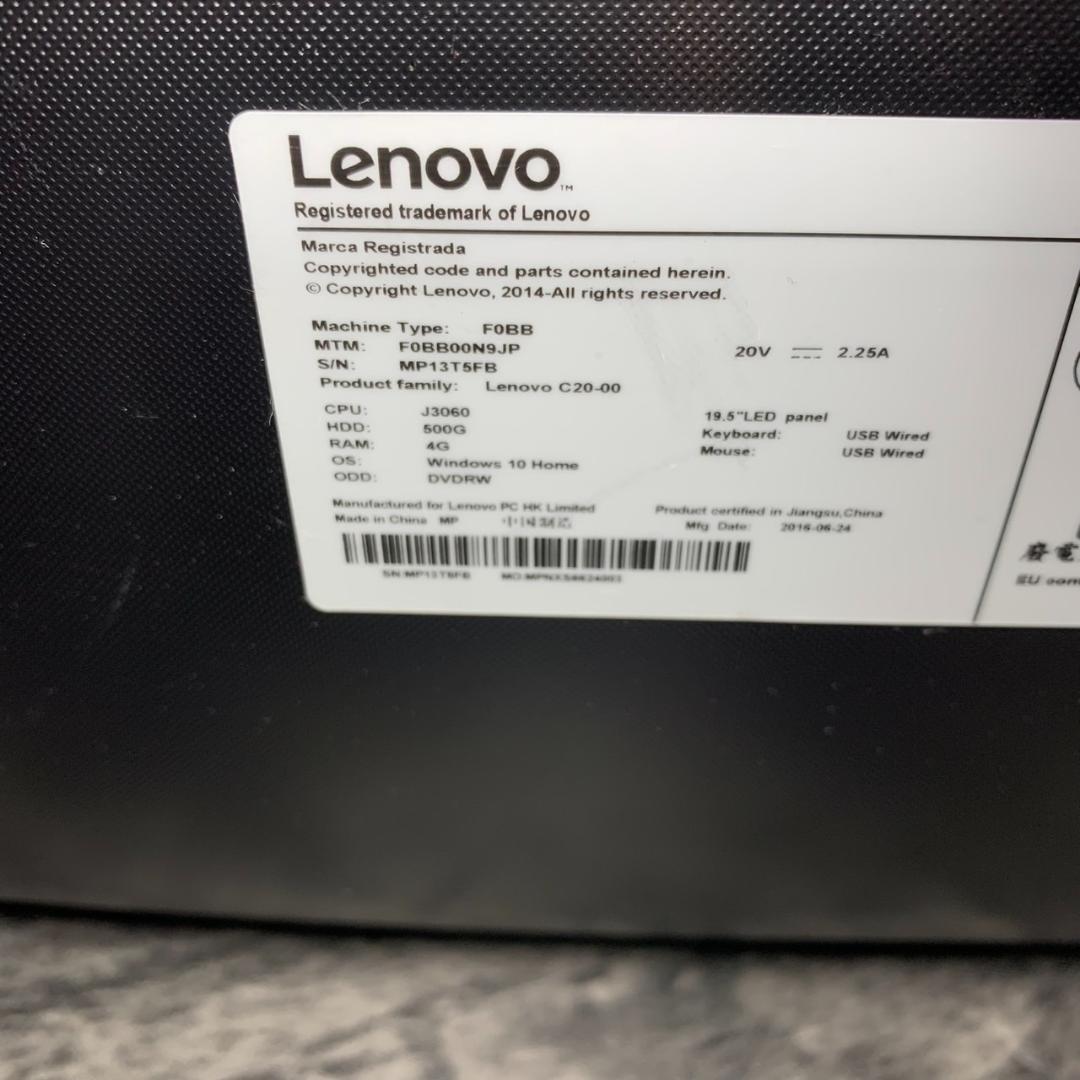 Lenovo™
Registered trademark of Lenovo
Marca Registrada
Copyrighted code and parts contained herein.
© Copyright Lenovo, 2014-All rights reserved.
Machine Type: F0BB
MTM: F0BB00N9JP
S/N: MP13T5FB
20V 2.25A
Product family: Lenovo C20-00
CPU: J3060
HDD: 500G
RAM: 4G
OS: Windows 10 Home
ODD: DVDRW
19.5"LED panel
Keyboard: USB Wired
Mouse: USB Wired
Manufactured for Lenovo PC HK Limited
Made in China MP 中国制造
Product certified in Jiangsu,China
Mfg Date: 2016-06-24
廢電
EU